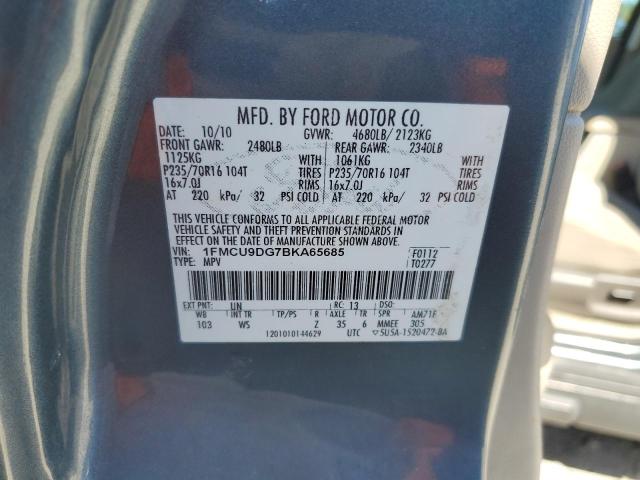 MFD. BY FORD MOTOR CO.
DATE: 10/10 GVWR: 4680LB/ 2123KG
FRONT GAWR: 2480LB REAR GAWR: 2340LB
1125KG WITH 1061KG WITH
P235/70R16 104T TIRES P235/70R16 104T TIRES
16x7.0J RIMS 16x7.0J RIMS
AT 220 kPa/ 32 PSI COLD AT 220 kPa/ 32 PSI COLD
THIS VEHICLE CONFORMS TO ALL APPLICABLE FEDERAL MOTOR
VEHICLE SAFETY AND THEFT PREVENTION STANDARDS IN EFFECT
ON THE DATE OF MANUFACTURE SHOWN ABOVE.
VIN: 1FMCU9DG7BKA65685 F0112
TYPE: MPV T0277
EXT PNT: UN RC: 13 DSO:
WB INT TR TP/PS R AXLE TR SPR AM71F
103 WS Z 35 6 MMEE 305
1201010144629 UTC ▽5U5A-1520472-BA